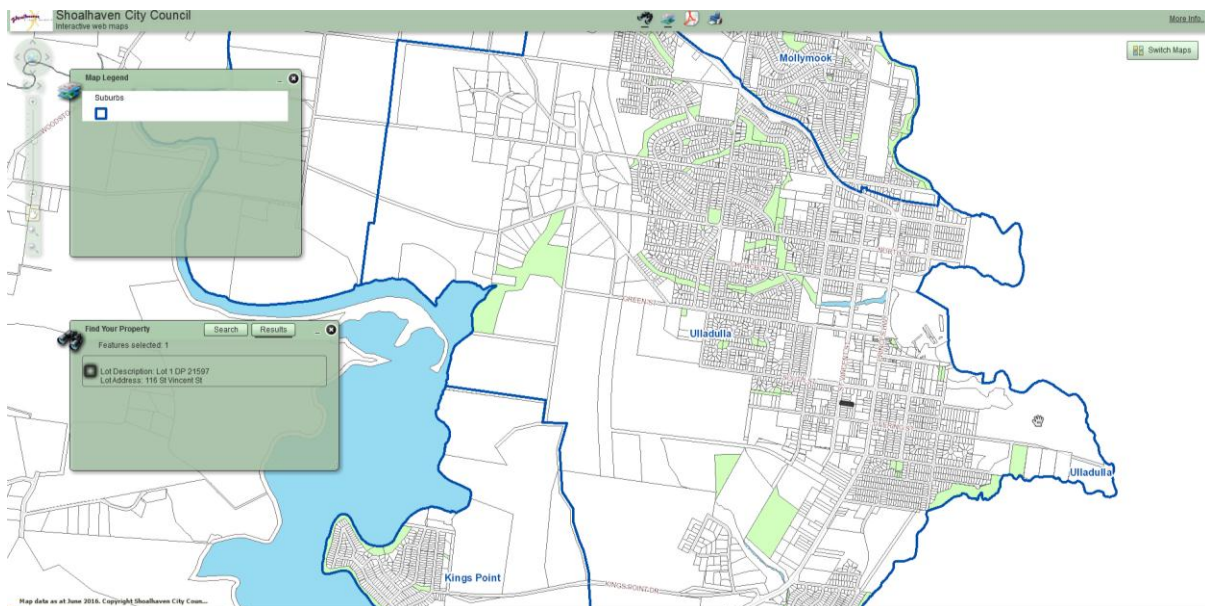 Shoalhaven City Council
Interactive web maps
More Info...
Switch Maps
Mollymook
Map Legend
Suburbs
GREEN ST
Ulladulla
Find Your Property
Search
Results
Features selected: 1
Lot Description: Lot 1 DP 21597
Lot Address: 116 St Vincent St
Ulladulla
Kings Point
KINGS POINT DR
Map data as at June 2016. Copyright Shoalhaven City Coun...